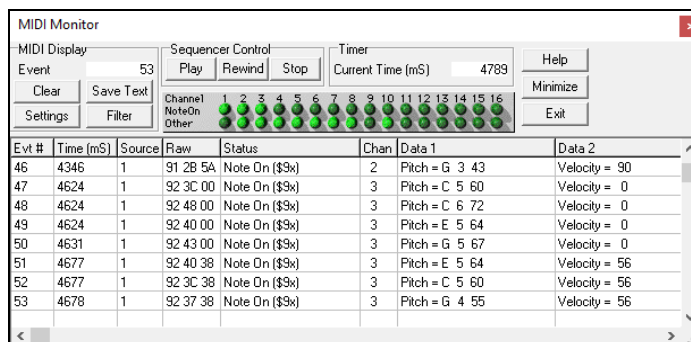 MIDI Monitor
MIDI Display
Event 53
Clear Save Text
Settings Filter
Sequencer Control
Play Rewind Stop
Timer
Current Time (mS) 4789
Help
Minimize
Exit
Channel 1 2 3 4 5 6 7 8 9 10 11 12 13 14 15 16
NoteOn
Other
Evt # Time (mS) Source Raw Status Chan Data 1 Data 2
46 4346 1 91 2B 5A Note On ($9x) 2 Pitch = G 3 43 Velocity = 90
47 4624 1 92 3C 00 Note On ($9x) 3 Pitch = C 5 60 Velocity = 0
48 4624 1 92 48 00 Note On ($9x) 3 Pitch = C 6 72 Velocity = 0
49 4624 1 92 40 00 Note On ($9x) 3 Pitch = E 5 64 Velocity = 0
50 4631 1 92 43 00 Note On ($9x) 3 Pitch = G 5 67 Velocity = 0
51 4677 1 92 40 38 Note On ($9x) 3 Pitch = E 5 64 Velocity = 56
52 4677 1 92 3C 38 Note On ($9x) 3 Pitch = C 5 60 Velocity = 56
53 4678 1 92 37 38 Note On ($9x) 3 Pitch = G 4 55 Velocity = 56